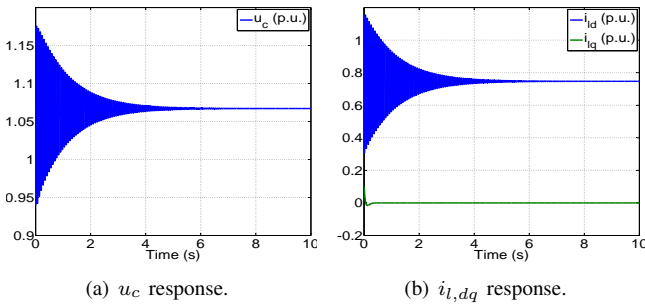 u_c (p.u.)
1.15
1.1
1.05
1
0.95
0.9
0 2 4 6 8 10
Time (s)
(a) u_c response.
i_ld (p.u.)
i_lq (p.u.)
1
0.8
0.6
0.4
0.2
0
-0.2
0 2 4 6 8 10
Time (s)
(b) i_{l,dq} response.